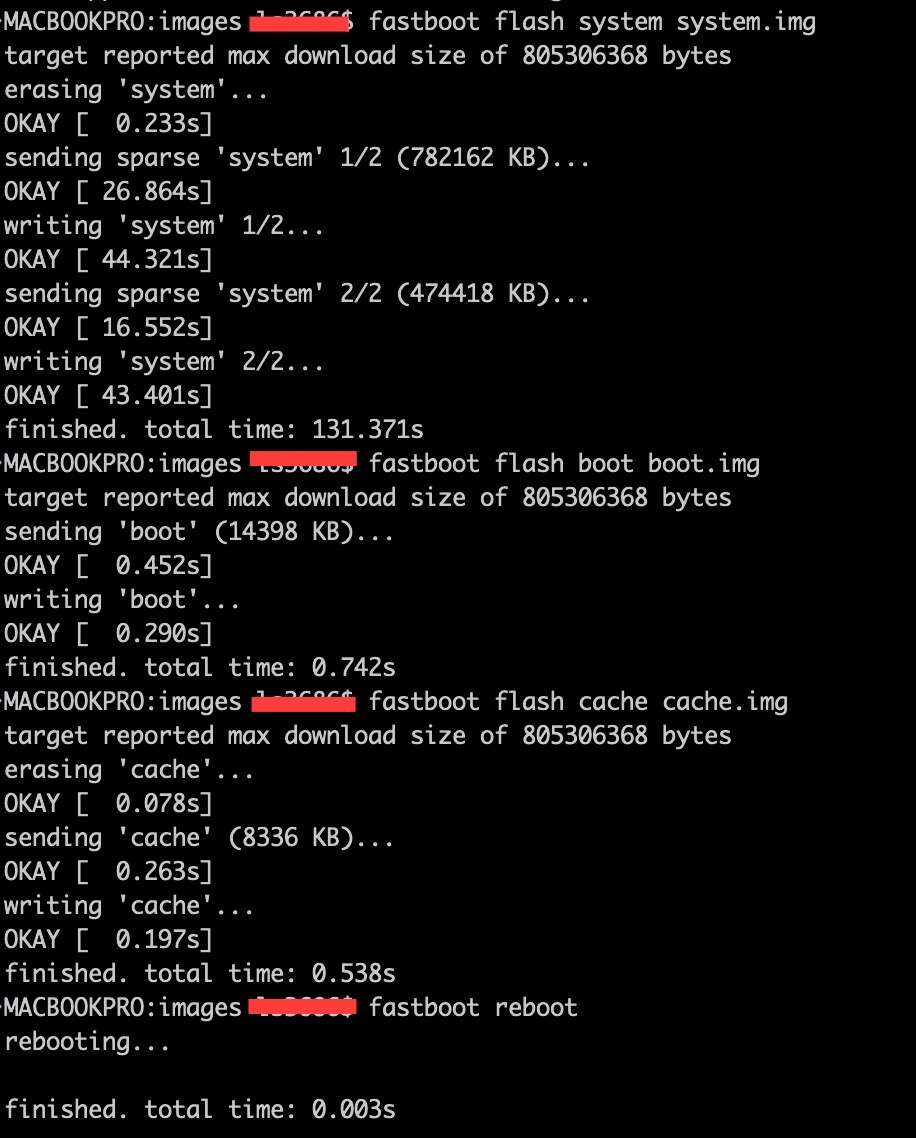 MACBOOKPRO:images $ fastboot flash system system.img
target reported max download size of 805306368 bytes
erasing 'system'...
OKAY [  0.233s]
sending sparse 'system' 1/2 (782162 KB)...
OKAY [ 26.864s]
writing 'system' 1/2...
OKAY [ 44.321s]
sending sparse 'system' 2/2 (474418 KB)...
OKAY [ 16.552s]
writing 'system' 2/2...
OKAY [ 43.401s]
finished. total time: 131.371s
MACBOOKPRO:images $ fastboot flash boot boot.img
target reported max download size of 805306368 bytes
sending 'boot' (14398 KB)...
OKAY [  0.452s]
writing 'boot'...
OKAY [  0.290s]
finished. total time: 0.742s
MACBOOKPRO:images $ fastboot flash cache cache.img
target reported max download size of 805306368 bytes
erasing 'cache'...
OKAY [  0.078s]
sending 'cache' (8336 KB)...
OKAY [  0.263s]
writing 'cache'...
OKAY [  0.197s]
finished. total time: 0.538s
MACBOOKPRO:images $ fastboot reboot
rebooting...

finished. total time: 0.003s